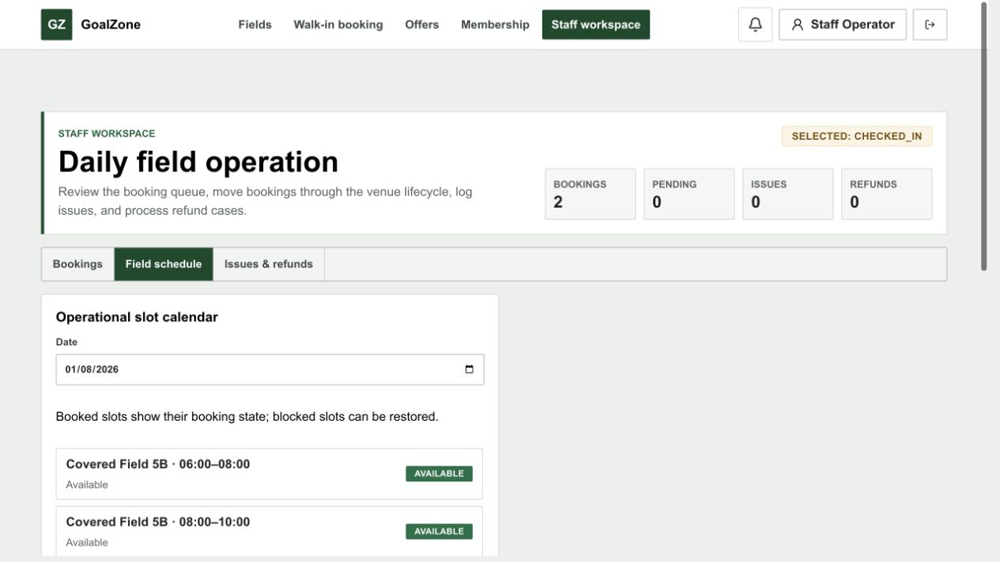 GZ GoalZone
Fields Walk-in booking Offers Membership Staff workspace
Staff Operator
STAFF WORKSPACE
Daily field operation
Review the booking queue, move bookings through the venue lifecycle, log
issues, and process refund cases.
SELECTED: CHECKED_IN
BOOKINGS PENDING ISSUES REFUNDS
2 0 0 0
Bookings Field schedule Issues & refunds
Operational slot calendar
Date
01/08/2026
Booked slots show their booking state; blocked slots can be restored.
Covered Field 5B · 06:00–08:00
Available
AVAILABLE
Covered Field 5B · 08:00–10:00
Available
AVAILABLE